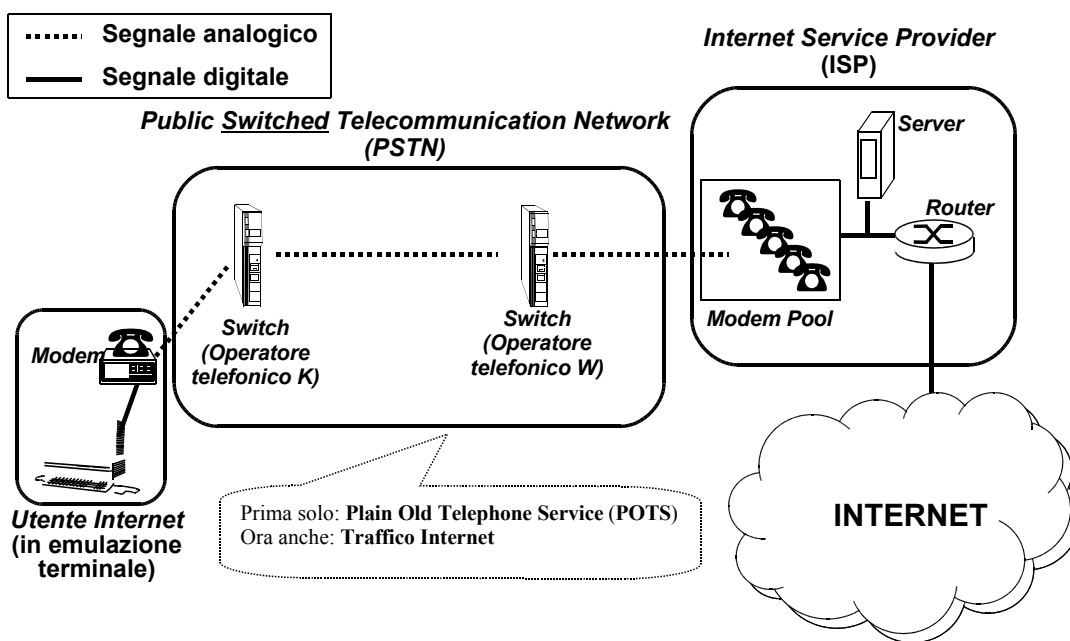 Segnale analogico
Segnale digitale
Internet Service Provider
(ISP)
Public Switched Telecommunication Network
(PSTN)
Server
Router
Modem Pool
Switch
(Operatore
telefonico K)
Switch
(Operatore
telefonico W)
Modem
Utente Internet
(in emulazione
terminale)
Prima solo: Plain Old Telephone Service (POTS)
Ora anche: Traffico Internet
INTERNET